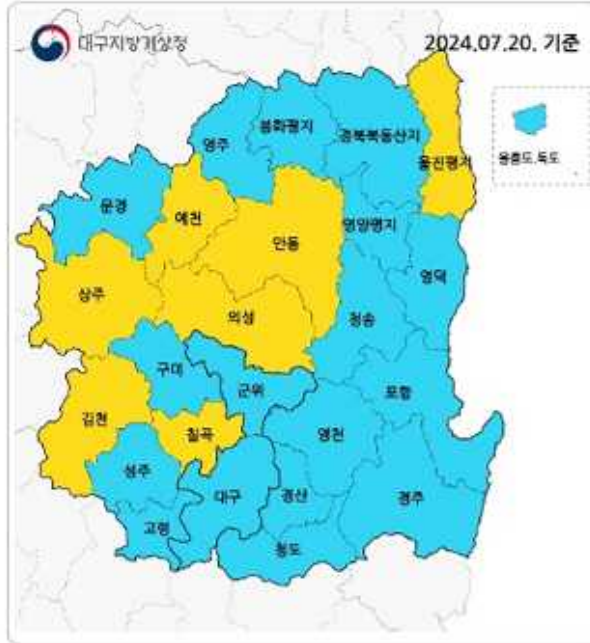 대구지방기상청
2024.07.20. 기준
영주
봉화평지
경북북동산지
울진평지
울릉도.독도
문경
예천
안동
영양평지
영덕
상주
의성
청송
구미
군위
포항
김천
칠곡
영천
성주
대구
경산
경주
고령
청도